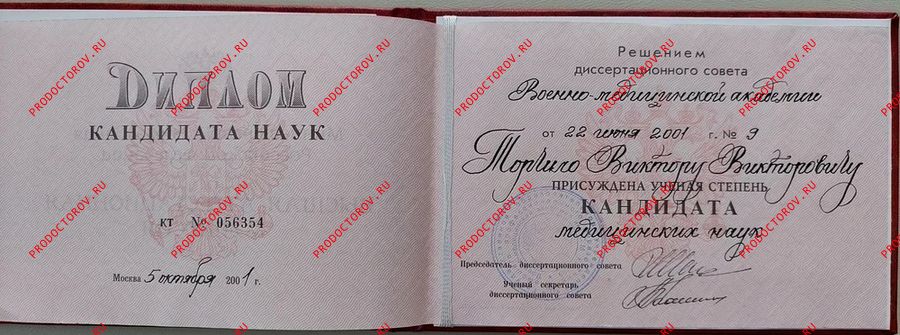 ДИПЛОМ
КАНДИДАТА НАУК
КТ № 056354
Москва 5 октября 2001 г.
Решением
диссертационного совета
Военно-медицинской академии
от 22 июня 2001 г. № 9
Виктору Викторовичу
ПРИСУЖДЕНА УЧЕНАЯ СТЕПЕНЬ
КАНДИДАТА
медицинских наук
Председатель диссертационного совета
Ученый секретарь
диссертационного совета
PRODOCTOROV.RU